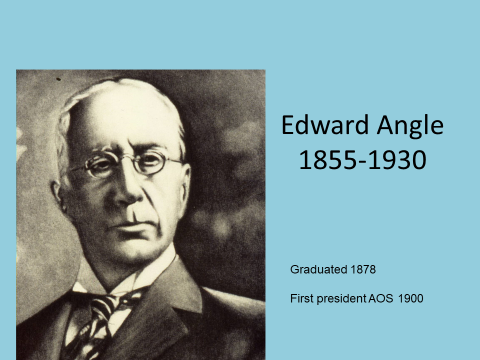 Edward Angle
1855-1930
Graduated 1878
First president AOS 1900